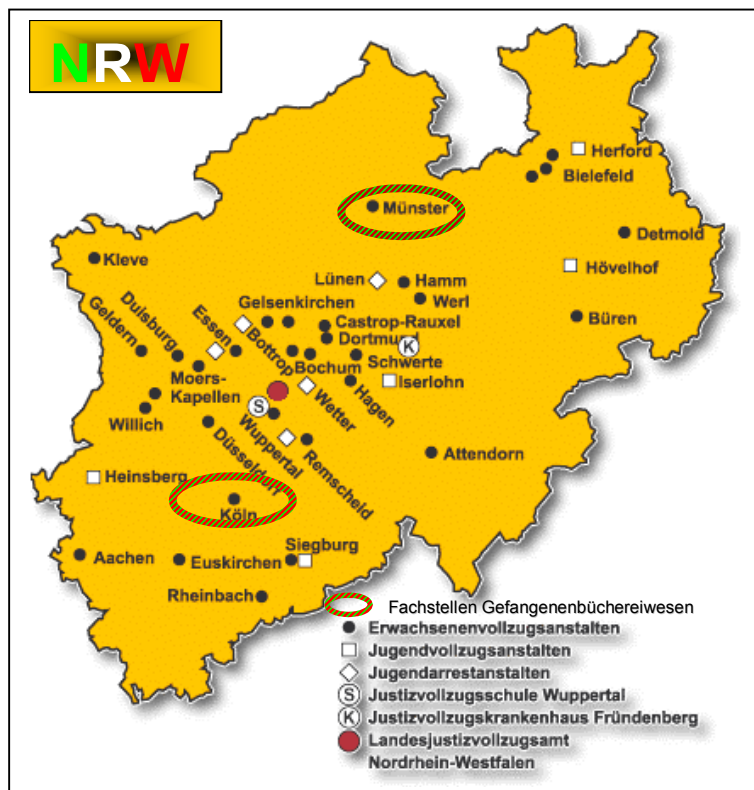 NRW
Herford
Bielefeld
Münster
Detmold
Kleve
Hövelhof
Lünen
Hamm
Werl
Gelsenkirchen
Büren
Geldern
Duisburg
Essen
Bottrop
Castrop-Rauxel
Dortmund
Schwerte
Bochum
Moers-
Kapellen
Iserlohn
Hagen
Wetter
Willich
Wuppertal
Düsseldorf
Remscheid
Attendorn
Heinsberg
Köln
Siegburg
Aachen
Euskirchen
Rheinbach
Fachstellen Gefangenenbüchereiwesen
Erwachsenenvollzugsanstalten
Jugendvollzugsanstalten
Jugendarrestanstalten
S Justizvollzugsschule Wuppertal
K Justizvollzugskrankenhaus Fründenberg
Landesjustizvollzugsamt
Nordrhein-Westfalen
K
S